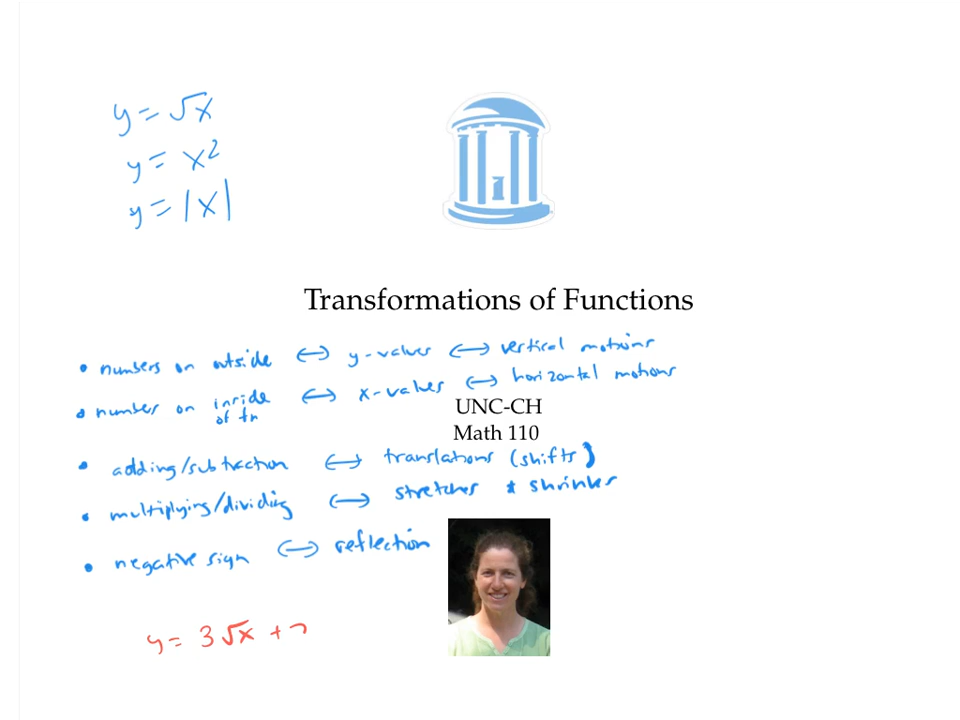 y = √x
y = x²
y = |x|
Transformations of Functions
• numbers on outside ⟷ y-values ⟷ vertical motions
• number on inside of fn ⟷ x-values ⟷ horizontal motions
UNC-CH
Math 110
• adding/subtraction ⟷ translations (shifts)
• multiplying/dividing ⟷ stretches & shrinks
• negative sign ⟷ reflection
y = 3√x +